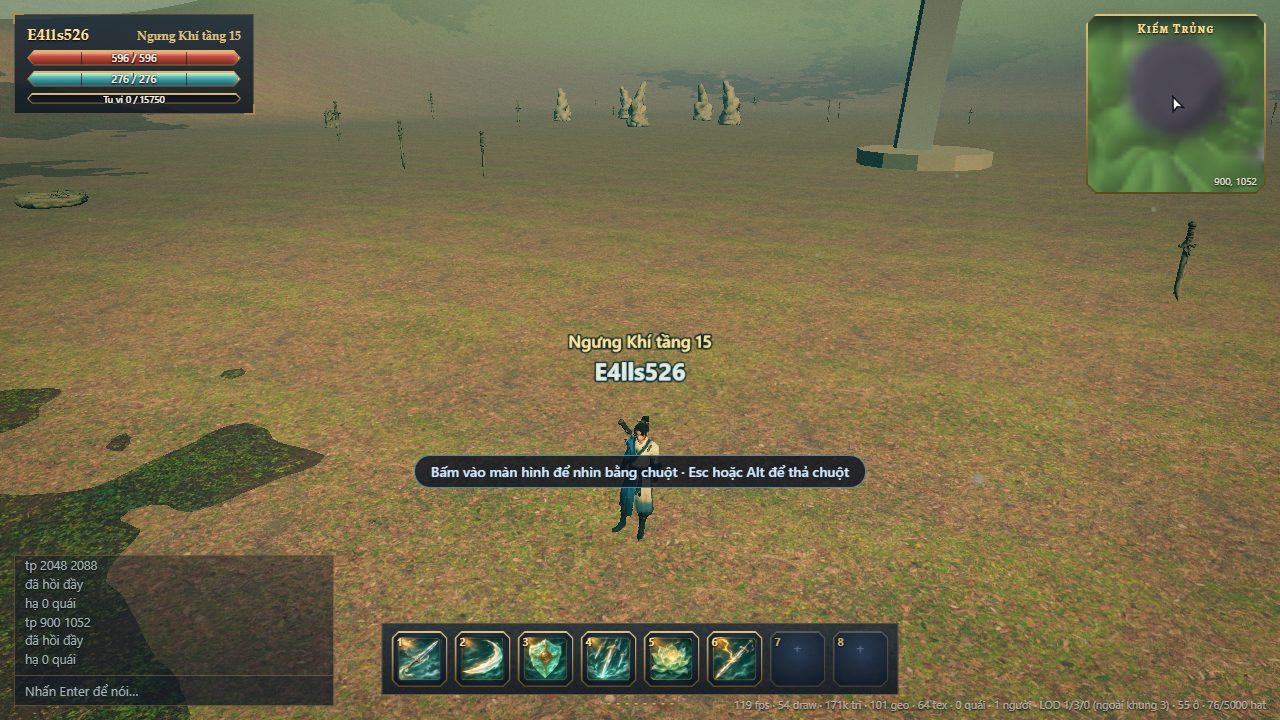 E4lls526
Ngưng Khí tầng 15
596 / 596
276 / 276
Tu vi 0 / 15750
Kiếm Trủng
900, 1052
Ngưng Khí tầng 15
E4lls526
Bấm vào màn hình để nhìn bằng chuột · Esc hoặc Alt để thả chuột
tp 2048 2088
đã hồi đầy
hạ 0 quái
tp 900 1052
đã hồi đầy
hạ 0 quái
Nhấn Enter để nói...
1 2 3 4 5 6 7 8
+ +
119 fps · 54 draw · 171k tri · 101 geo · 64 tex · 0 quái · 1 người · LOD 1/3/0 (ngoài khung 3) · 55 ô · 76/5000 hạt